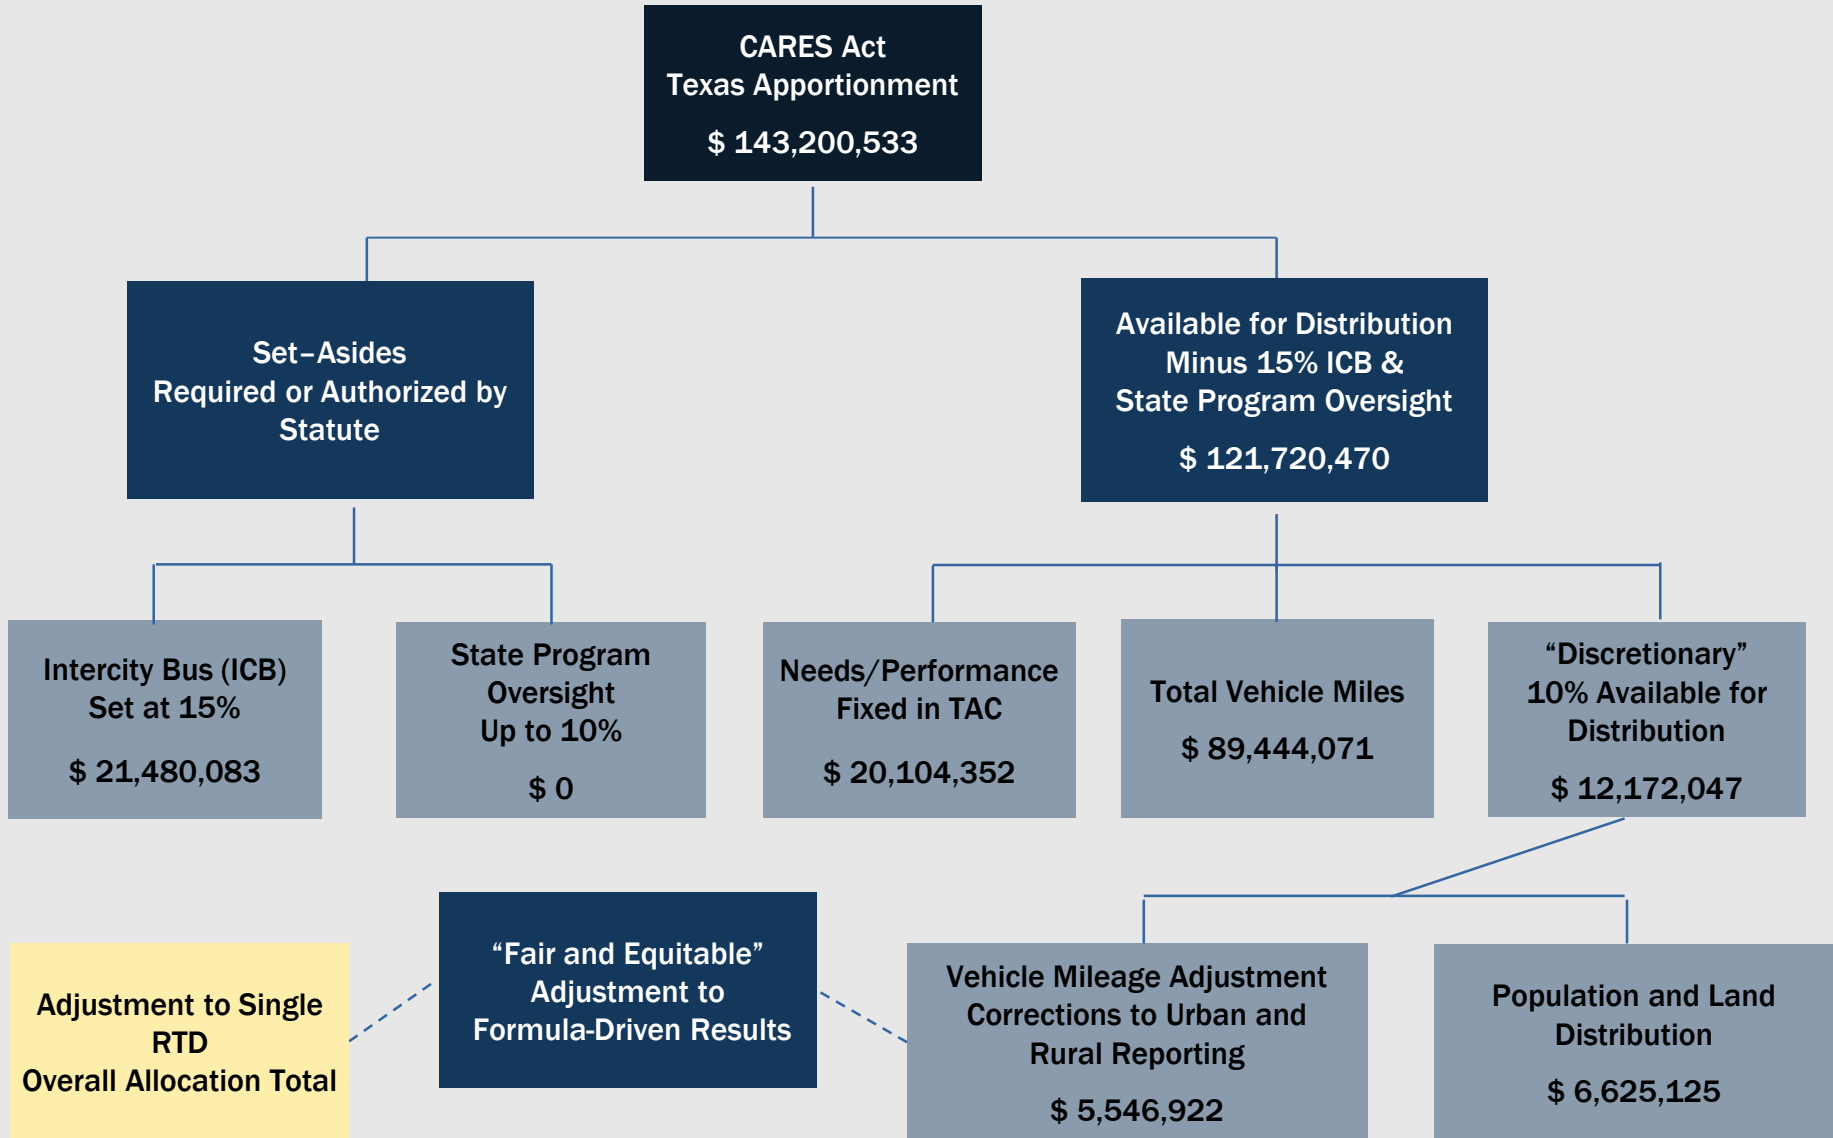 CARES Act
Texas Apportionment
$ 143,200,533
Set–Asides
Required or Authorized by
Statute
Available for Distribution
Minus 15% ICB &
State Program Oversight
$ 121,720,470
Intercity Bus (ICB)
Set at 15%
$ 21,480,083
State Program
Oversight
Up to 10%
$ 0
Needs/Performance
Fixed in TAC
$ 20,104,352
Total Vehicle Miles
$ 89,444,071
“Discretionary”
10% Available for
Distribution
$ 12,172,047
Adjustment to Single
RTD
Overall Allocation Total
“Fair and Equitable”
Adjustment to
Formula-Driven Results
Vehicle Mileage Adjustment
Corrections to Urban and
Rural Reporting
$ 5,546,922
Population and Land
Distribution
$ 6,625,125